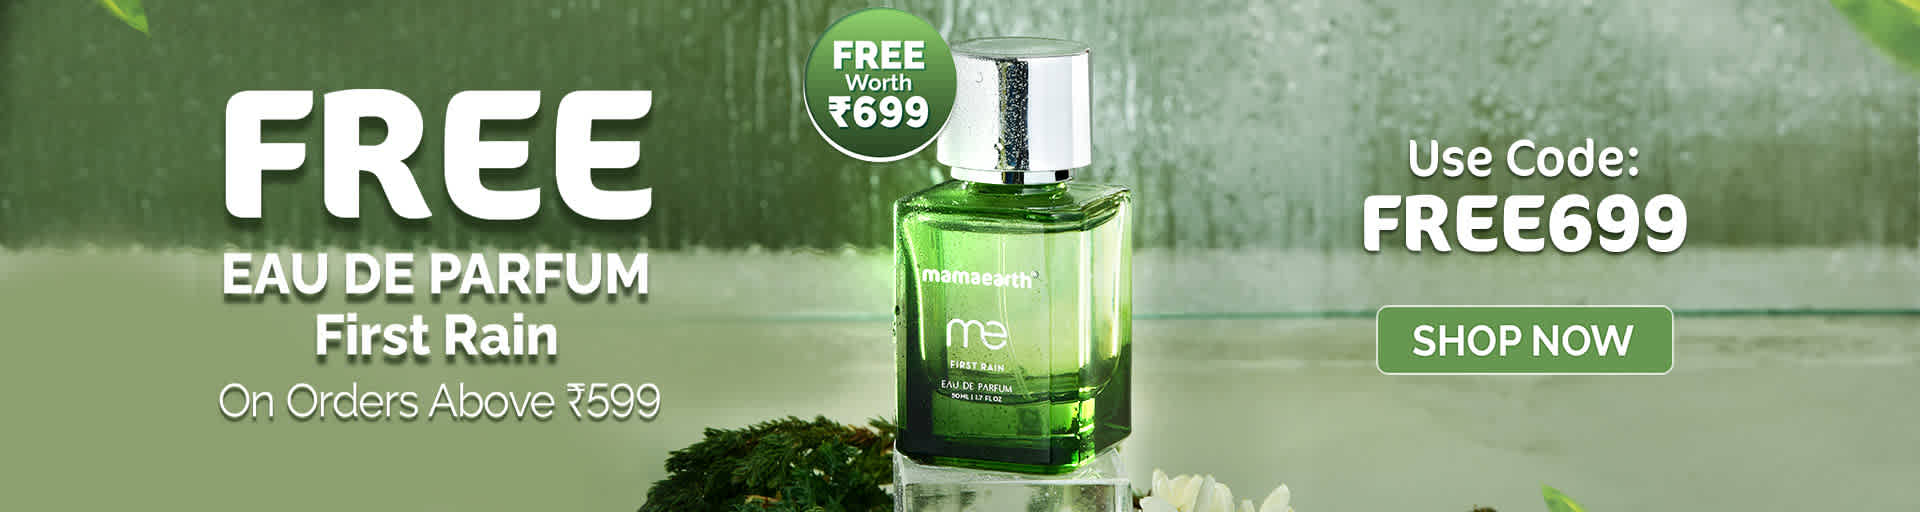 FREE
EAU DE PARFUM
First Rain
On Orders Above ₹599
FREE
Worth
₹699
mamaearth
me
FIRST RAIN
EAU DE PARFUM
50ML | 1.7 FL OZ
Use Code:
FREE699
SHOP NOW